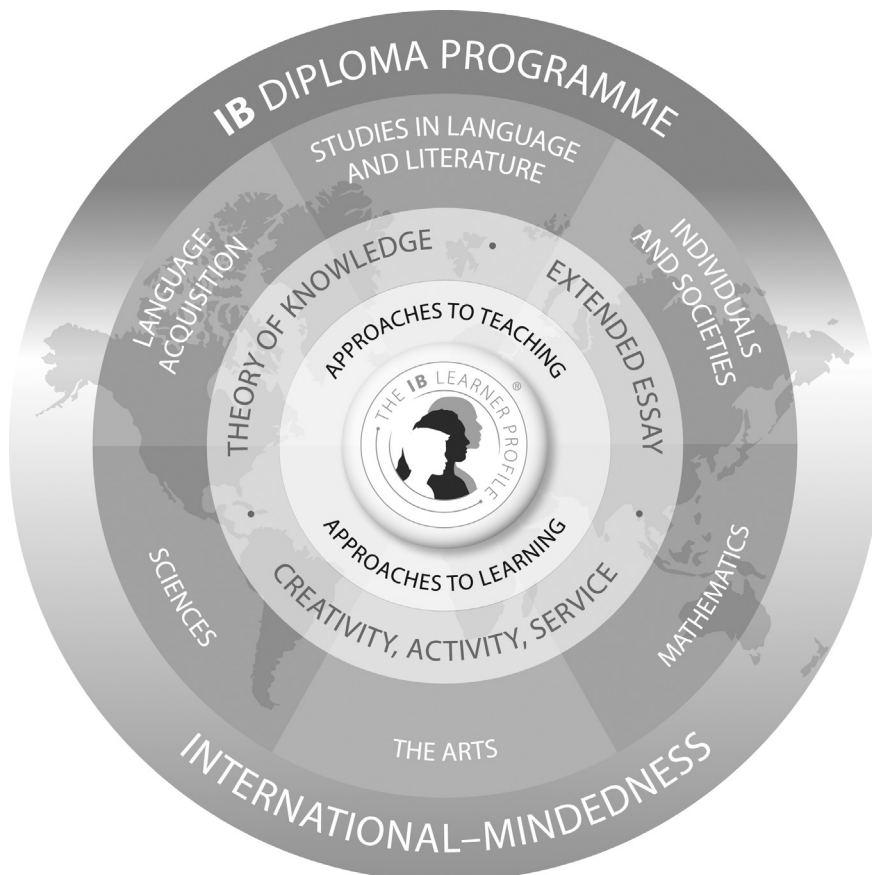 IB DIPLOMA PROGRAMME
STUDIES IN LANGUAGE
AND LITERATURE
LANGUAGE
ACQUISITION
INDIVIDUALS
AND SOCIETIES
THEORY OF KNOWLEDGE
EXTENDED ESSAY
APPROACHES TO TEACHING
THE IB LEARNER PROFILE
®
APPROACHES TO LEARNING
CREATIVITY, ACTIVITY, SERVICE
SCIENCES
MATHEMATICS
THE ARTS
INTERNATIONAL–MINDEDNESS